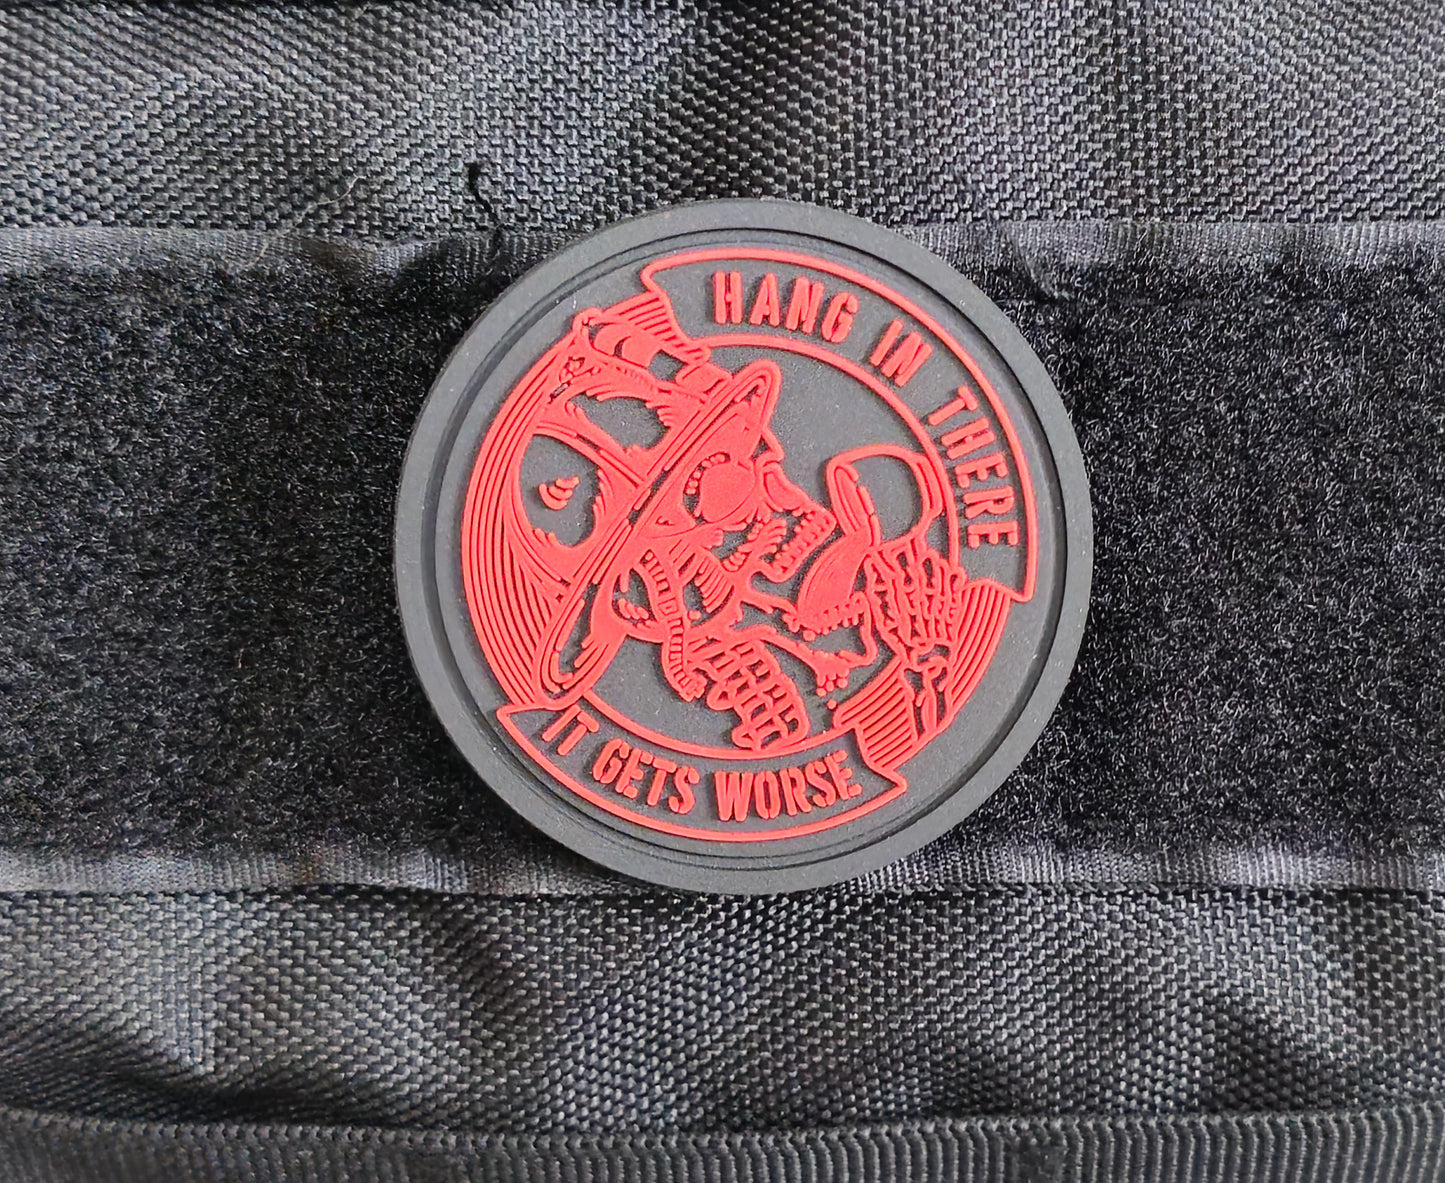 HANG IN THERE
IT GETS WORSE